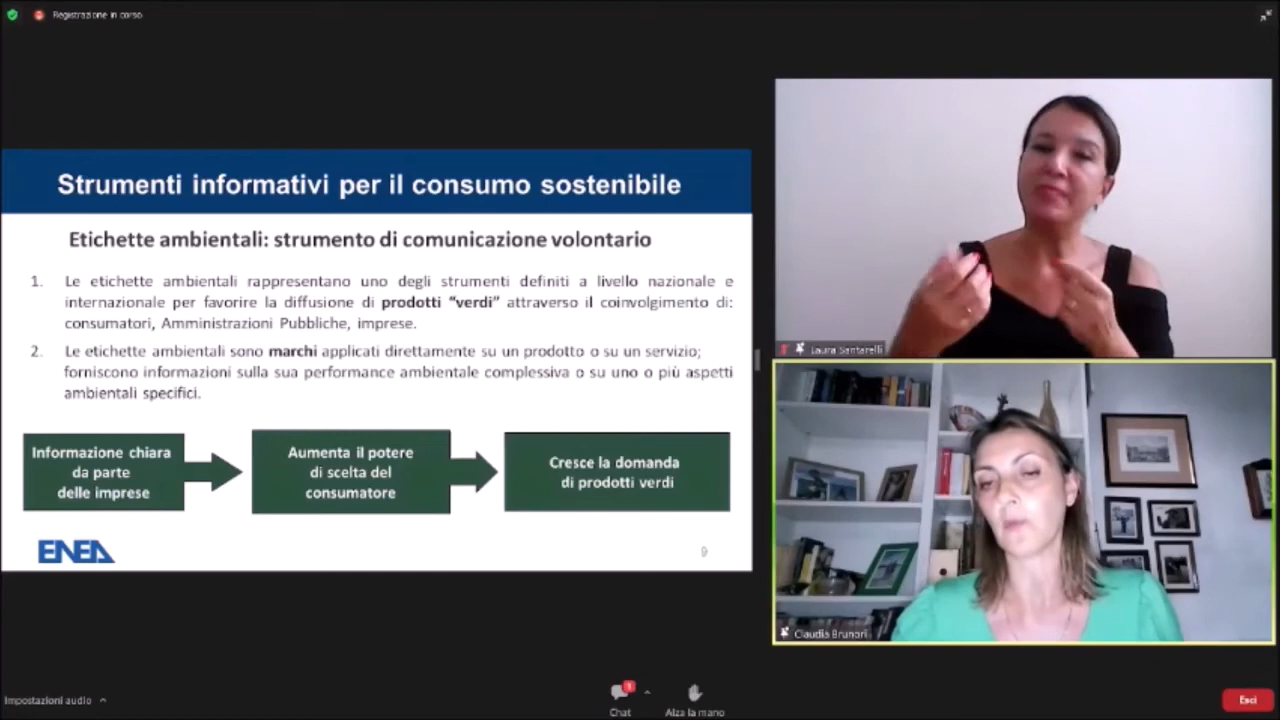 Registrazione in corso
Strumenti informativi per il consumo sostenibile
Etichette ambientali: strumento di comunicazione volontario
1. Le etichette ambientali rappresentano uno degli strumenti definiti a livello nazionale e
internazionale per favorire la diffusione di prodotti “verdi” attraverso il coinvolgimento di:
consumatori, Amministrazioni Pubbliche, imprese.
2. Le etichette ambientali sono marchi applicati direttamente su un prodotto o su un servizio;
forniscono informazioni sulla sua performance ambientale complessiva o su uno o più aspetti
ambientali specifici.
Informazione chiara
da parte
delle imprese
Aumenta il potere
di scelta del
consumatore
Cresce la domanda
di prodotti verdi
ENEA
9
Laura Santarelli
Claudia Brunori
Impostazioni audio
1
Chat
Alza la mano
Esci